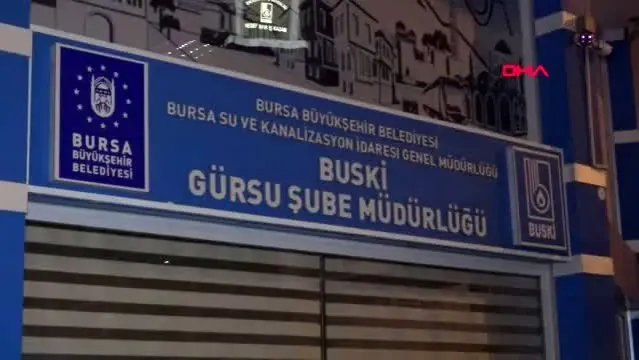 DHA
BURSA
BÜYÜKŞEHİR
BELEDİYESİ
BURSA BÜYÜKŞEHİR BELEDİYESİ
BURSA SU VE KANALİZASYON İDARESİ GENEL MÜDÜRLÜĞÜ
BUSKİ
GÜRSU ŞUBE MÜDÜRLÜĞÜ
BUSKİ